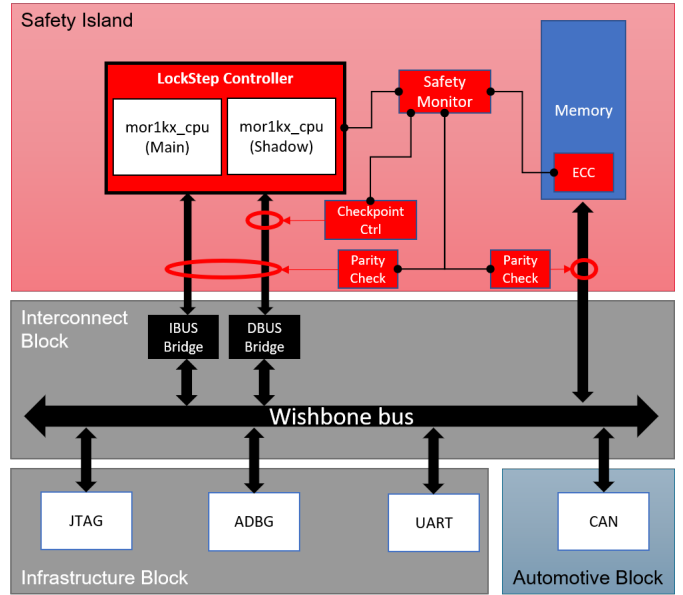 Safety Island
LockStep Controller
mor1kx_cpu
(Main)
mor1kx_cpu
(Shadow)
Safety
Monitor
Memory
ECC
Checkpoint
Ctrl
Parity
Check
Parity
Check
Interconnect
Block
IBUS
Bridge
DBUS
Bridge
Wishbone bus
JTAG
ADBG
UART
CAN
Infrastructure Block
Automotive Block